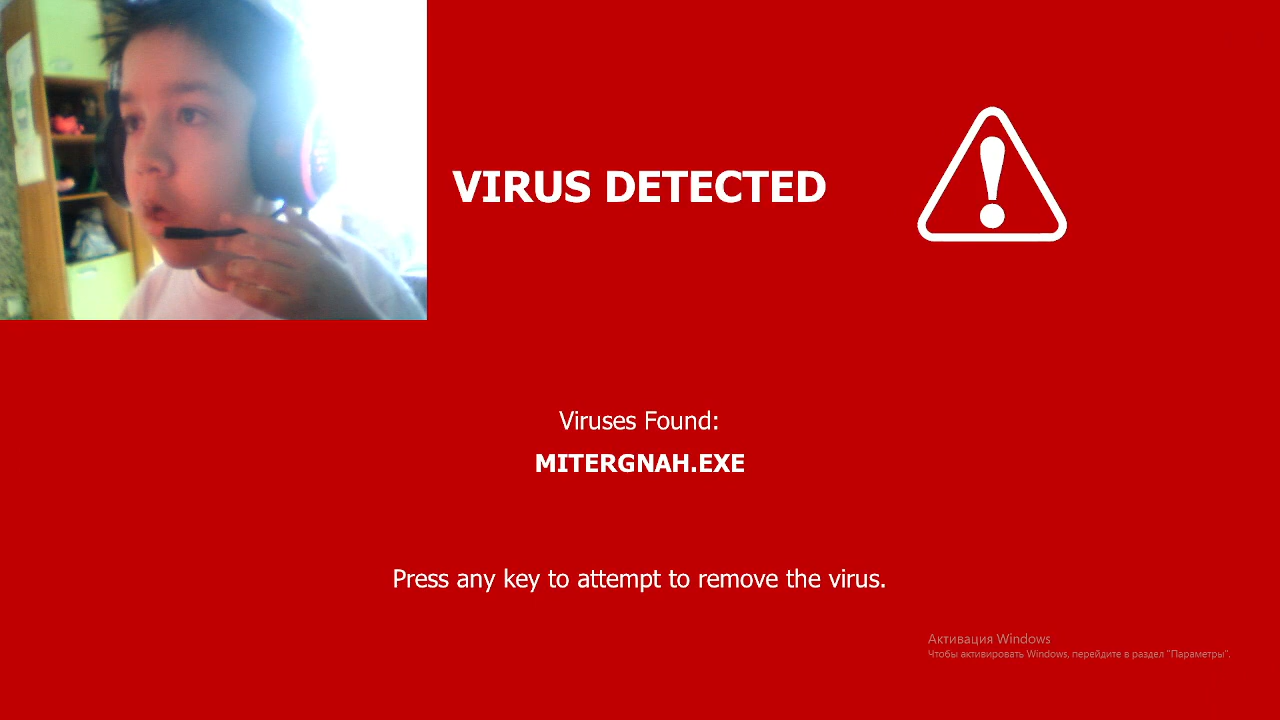 VIRUS DETECTED
Viruses Found:
MITERGNAH.EXE
Press any key to attempt to remove the virus.
Активация Windows
Чтобы активировать Windows, перейдите в раздел "Параметры".